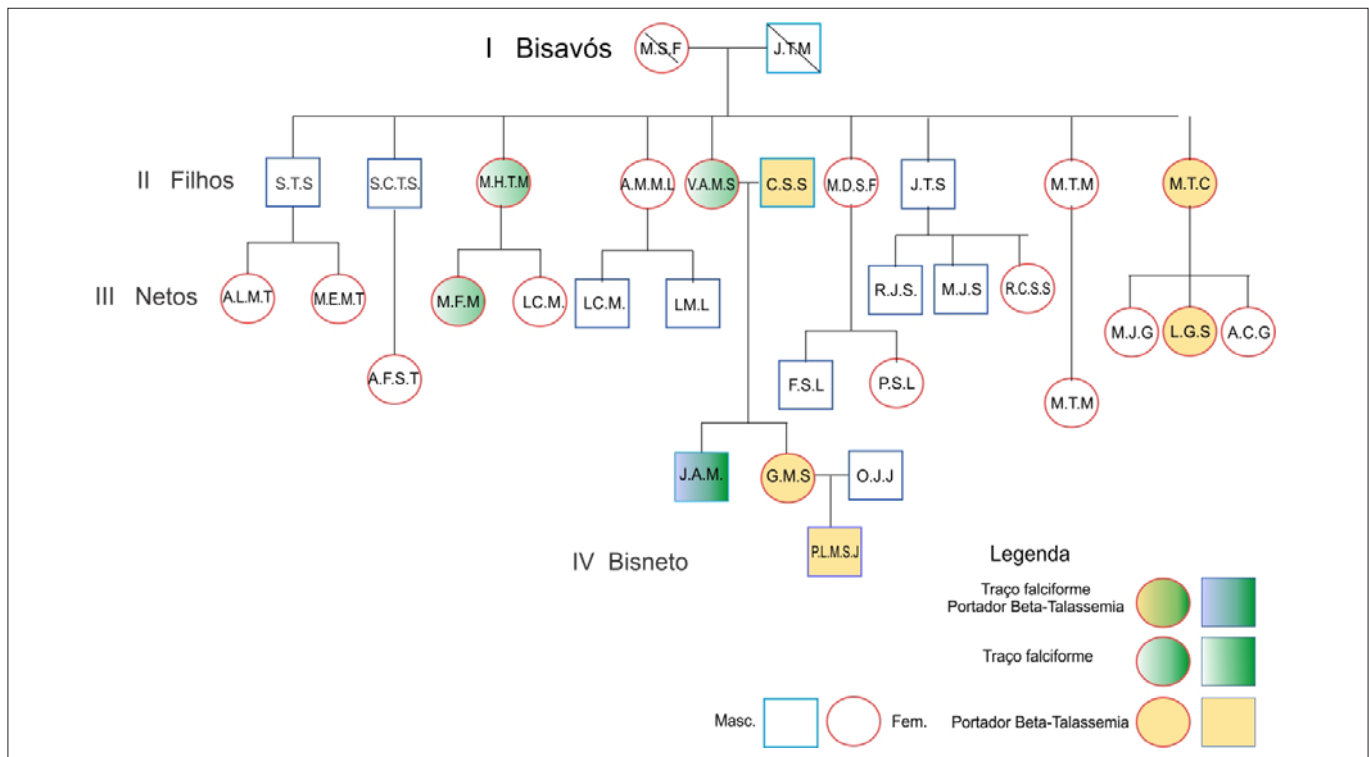 I Bisavós
M.S.F
J.T.M
II Filhos
S.T.S
S.C.T.S.
M.H.T.M
A.M.M.L
V.A.M.S
C.S.S
M.D.S.F
J.T.S
M.T.M
M.T.C
III Netos
A.L.M.T
M.E.M.T
M.F.M
I.C.M.
LC.M.
LM.L
R.J.S.
M.J.S
R.C.S.S
M.J.G
L.G.S
A.C.G
A.F.S.T
F.S.L
P.S.L
M.T.M
J.A.M.
G.M.S
O.J.J
IV Bisneto
P.L.M.S.J
Legenda
Traço falciforme
Portador Beta-Talassemia
Traço falciforme
Masc.
Fem.
Portador Beta-Talassemia